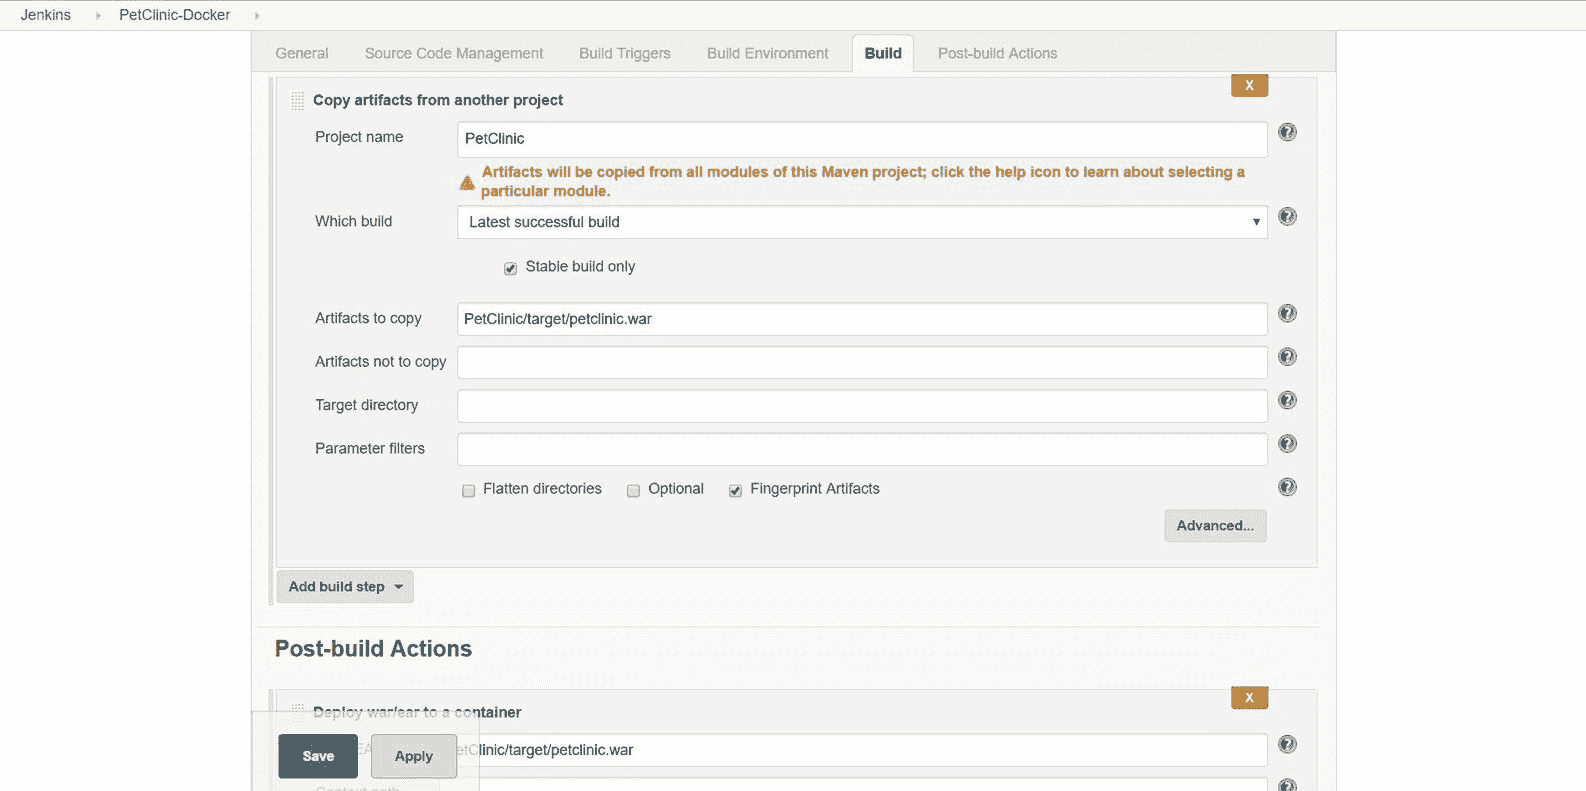 Jenkins PetClinic-Docker
General Source Code Management Build Triggers Build Environment Build Post-build Actions
X
Copy artifacts from another project
Project name PetClinic
Artifacts will be copied from all modules of this Maven project; click the help icon to learn about selecting a
particular module.
Which build Latest successful build
Stable build only
Artifacts to copy PetClinic/target/petclinic.war
Artifacts not to copy
Target directory
Parameter filters
Flatten directories Optional Fingerprint Artifacts
Advanced...
Add build step
Post-build Actions
X
Deploy war/ear to a container
Save Apply etClinic/target/petclinic.war
Context path